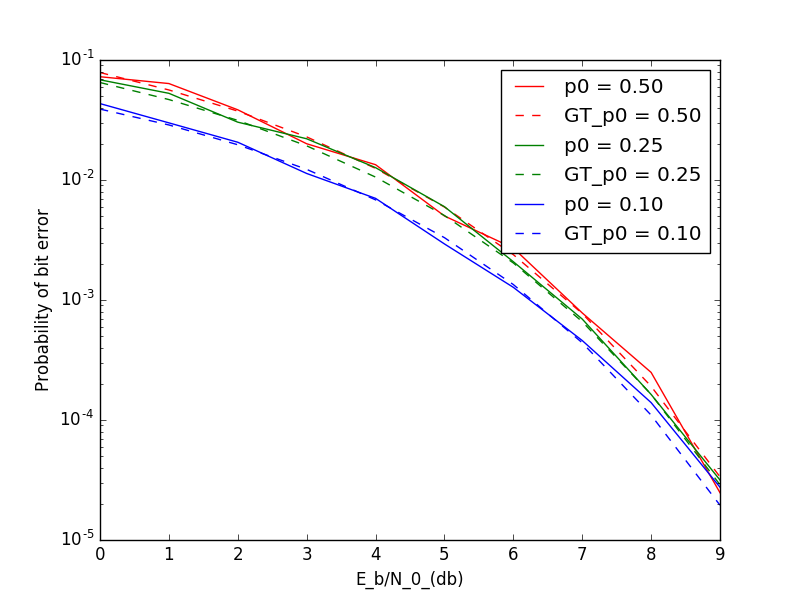 10^-1
10^-2
10^-3
10^-4
10^-5
Probability of bit error
p0 = 0.50
GT_p0 = 0.50
p0 = 0.25
GT_p0 = 0.25
p0 = 0.10
GT_p0 = 0.10
0 1 2 3 4 5 6 7 8 9
E_b/N_0_(db)